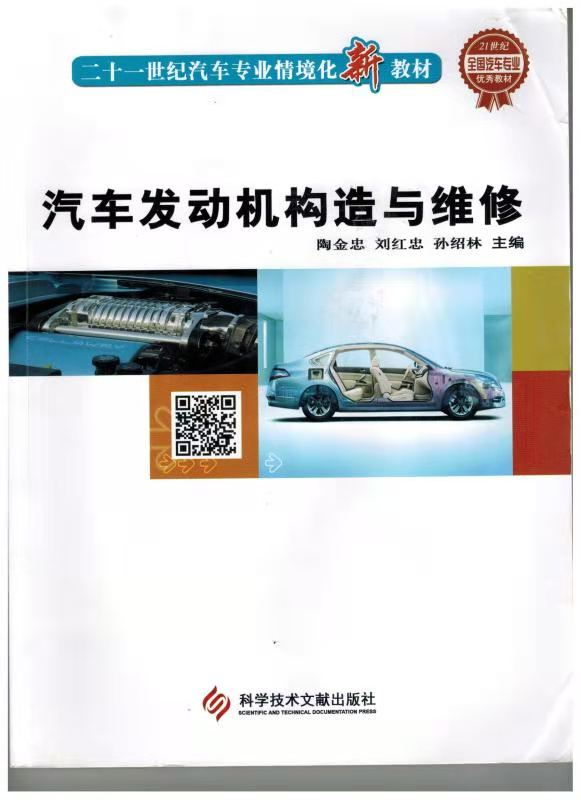 二十一世纪汽车专业情境化新教材
21世纪
全国汽车专业
优秀教材
汽车发动机构造与维修
陶金忠 刘红忠 孙绍林 主编
科学技术文献出版社
SCIENTIFIC AND TECHNICAL DOCUMENTATION PRESS